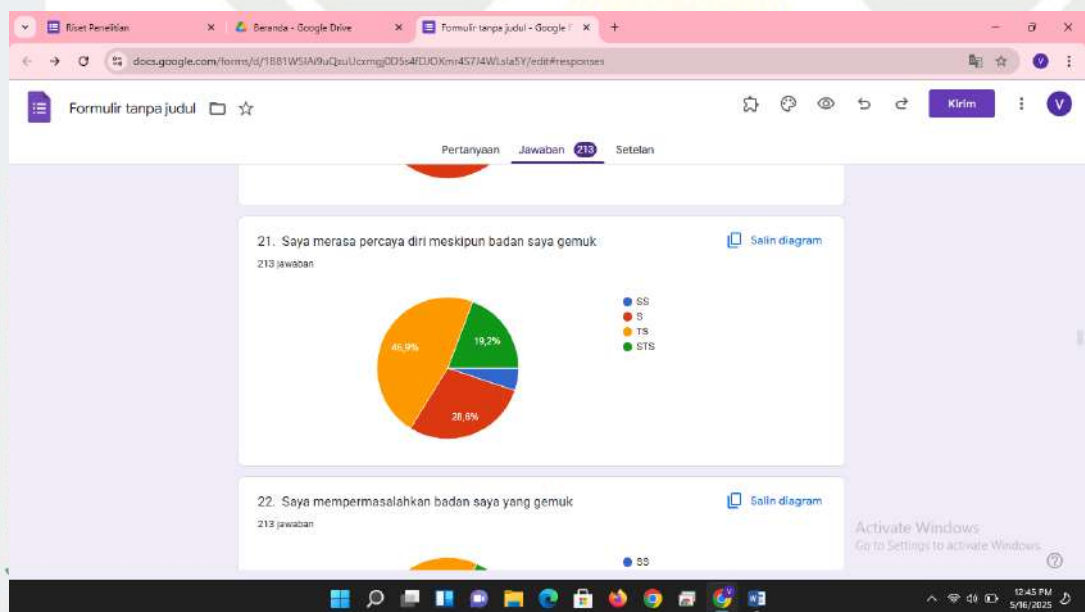 Riset Penelitian
Beranda - Google Drive
Formulir tanpa judul - Google F
Formulir tanpa judul
Kirim
V
Pertanyaan Jawaban 213 Setelan
21. Saya merasa percaya diri meskipun badan saya gemuk
Salin diagram
213 jawaban
SS
S
TS
STS
46,9%
19,2%
28,6%
22. Saya mempermasalahkan badan saya yang gemuk
Salin diagram
213 jawaban
SS
Activate Windows
Go to Settings to activate Windows.
12:45 PM
5/16/2025